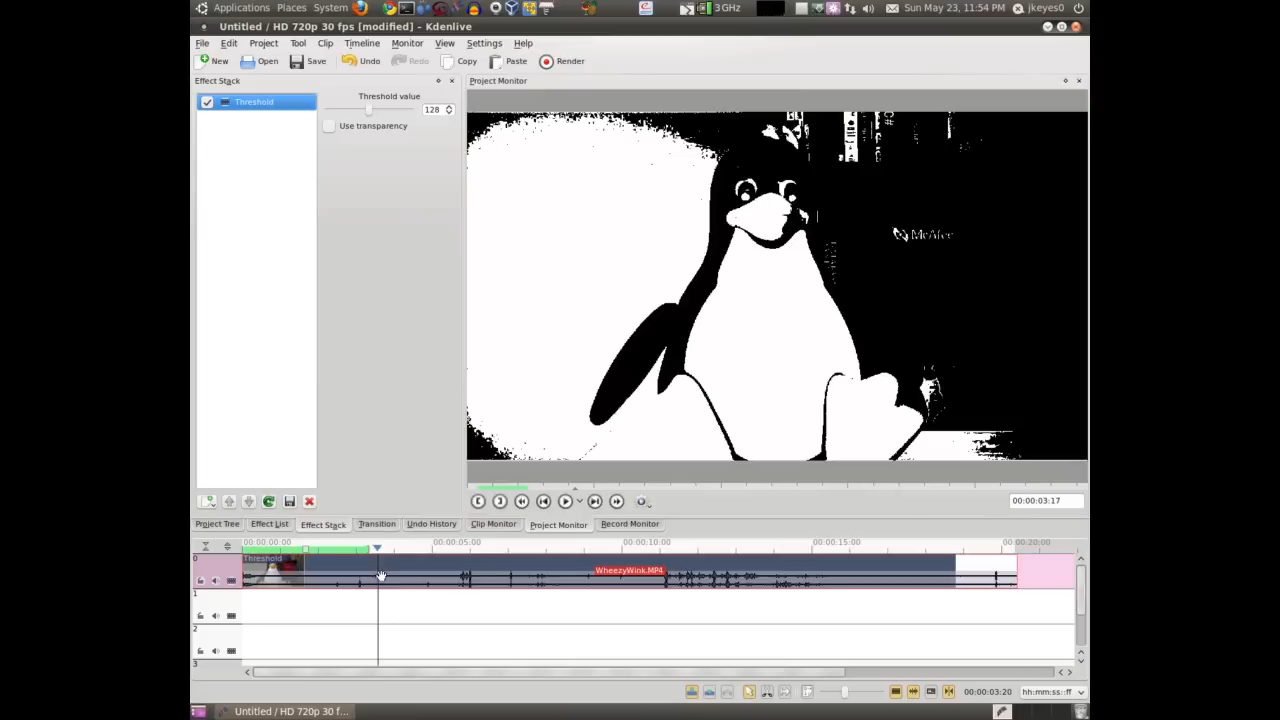 Applications Places System 3GHz Sun May 23, 11:54 PM jkeyes0
Untitled / HD 720p 30 fps [modified] – Kdenlive
File Edit Project Tool Clip Timeline Monitor View Settings Help
New Open Save Undo Redo Copy Paste Render
Effect Stack
Project Monitor
Threshold
Threshold value
128
Use transparency
C#
McAfee
00:00:03:17
Project Tree Effect List Effect Stack Transition Undo History Clip Monitor Project Monitor Record Monitor
00:00:00:00 00:00:05:00 00:00:10:00 00:00:15:00 00:00:20:00
0
Threshold
WheezyWink.MP4
1
2
3
00:00:03:20 hh:mm:ss::ff
Untitled / HD 720p 30 f...